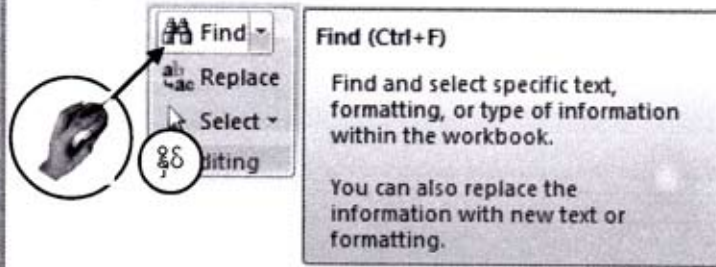 Find
Replace
Select
diting
Find (Ctrl+F)
Find and select specific text,
formatting, or type of information
within the workbook.
You can also replace the
information with new text or
formatting.